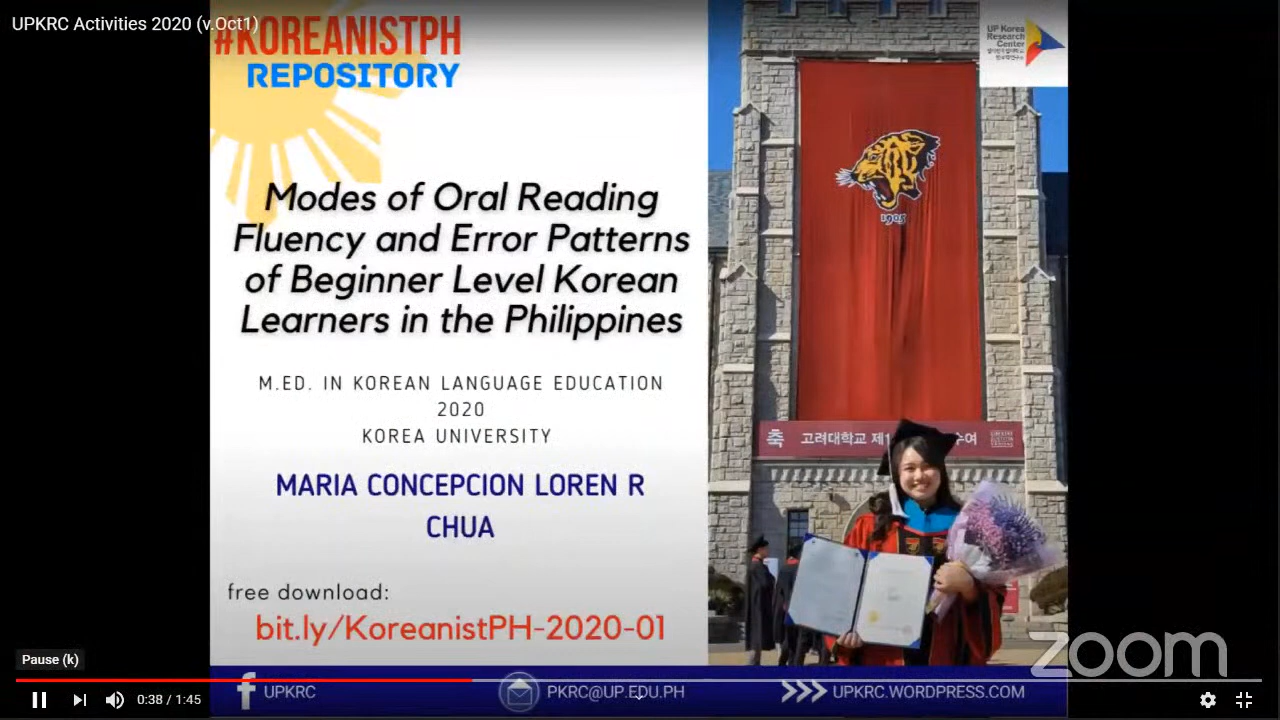 UPKRC Activities 2020 (v.Oct1)
#KOREANISTPH
REPOSITORY
UP Korea
Research
Center
Modes of Oral Reading
Fluency and Error Patterns
of Beginner Level Korean
Learners in the Philippines
M.ED. IN KOREAN LANGUAGE EDUCATION
2020
KOREA UNIVERSITY
MARIA CONCEPCION LOREN R
CHUA
free download:
bit.ly/KoreanistPH-2020-01
1905
축 고려대학교 제1 수여
zoom
Pause (k)
0:38 / 1:45
UPKRC
PKRC@UP.EDU.PH
UPKRC.WORDPRESS.COM